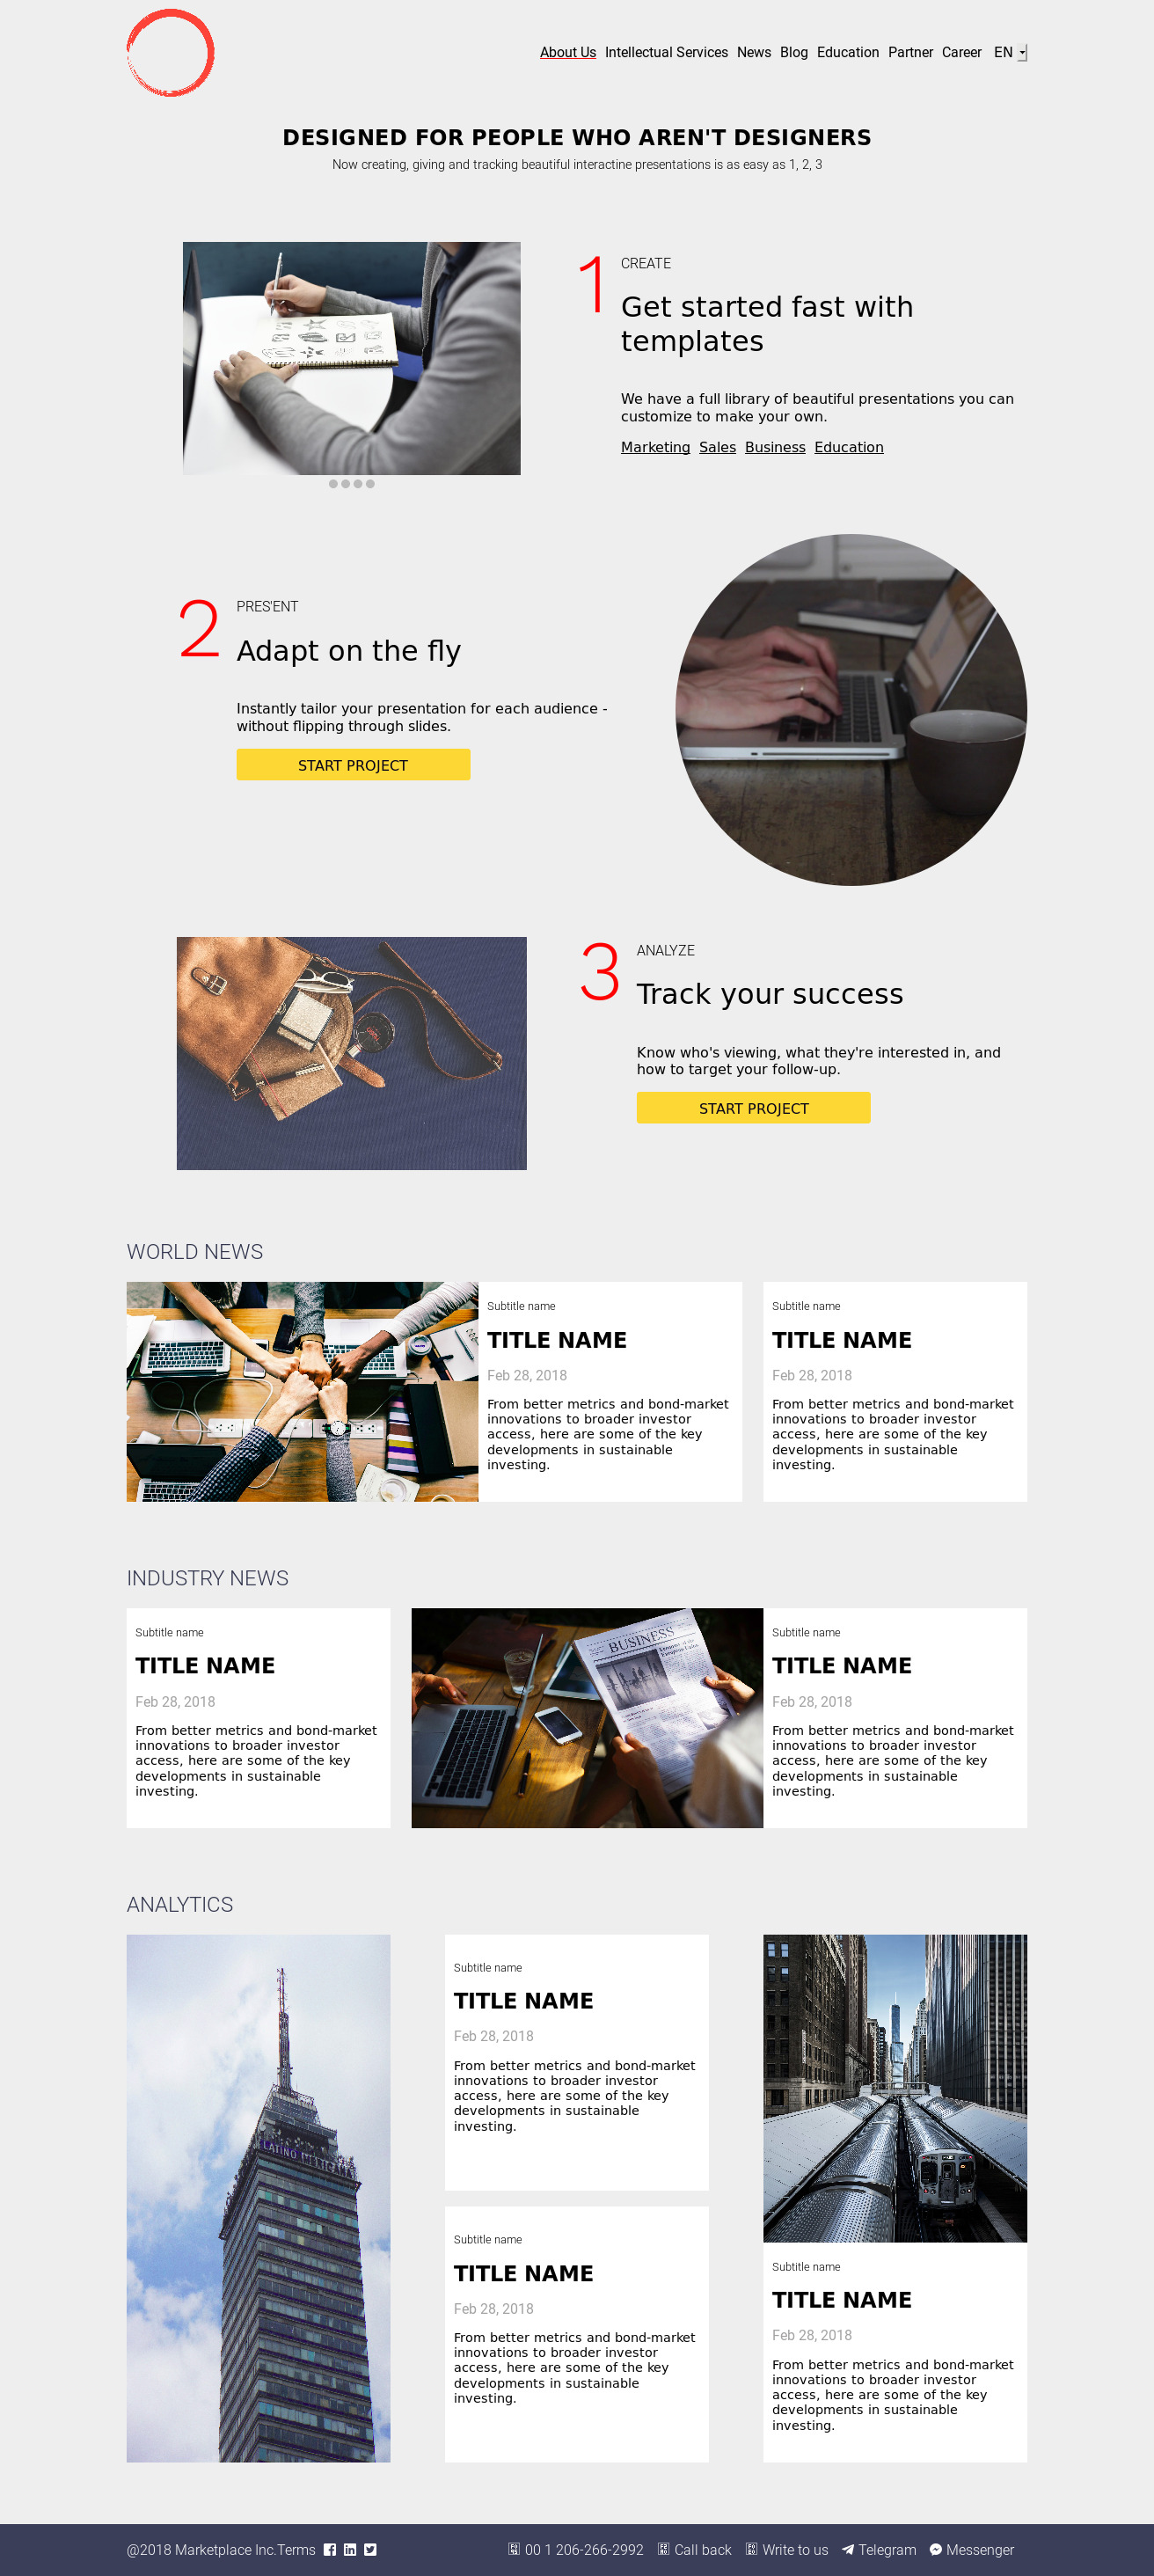 About Us Intellectual Services News Blog Education Partner Career EN
DESIGNED FOR PEOPLE WHO AREN'T DESIGNERS
Now creating, giving and tracking beautiful interactine presentations is as easy as 1, 2, 3
1
CREATE
Get started fast with
templates
We have a full library of beautiful presentations you can
customize to make your own.
Marketing Sales Business Education
2
PRES'ENT
Adapt on the fly
Instantly tailor your presentation for each audience -
without flipping through slides.
START PROJECT
3
ANALYZE
Track your success
Know who's viewing, what they're interested in, and
how to target your follow-up.
START PROJECT
WORLD NEWS
Subtitle name
TITLE NAME
Feb 28, 2018
From better metrics and bond-market
innovations to broader investor
access, here are some of the key
developments in sustainable
investing.
Subtitle name
TITLE NAME
Feb 28, 2018
From better metrics and bond-market
innovations to broader investor
access, here are some of the key
developments in sustainable
investing.
INDUSTRY NEWS
Subtitle name
TITLE NAME
Feb 28, 2018
From better metrics and bond-market
innovations to broader investor
access, here are some of the key
developments in sustainable
investing.
BUSINESS
Subtitle name
TITLE NAME
Feb 28, 2018
From better metrics and bond-market
innovations to broader investor
access, here are some of the key
developments in sustainable
investing.
ANALYTICS
Subtitle name
TITLE NAME
Feb 28, 2018
From better metrics and bond-market
innovations to broader investor
access, here are some of the key
developments in sustainable
investing.
Subtitle name
TITLE NAME
Feb 28, 2018
From better metrics and bond-market
innovations to broader investor
access, here are some of the key
developments in sustainable
investing.
Subtitle name
TITLE NAME
Feb 28, 2018
From better metrics and bond-market
innovations to broader investor
access, here are some of the key
developments in sustainable
investing.
@2018 Marketplace Inc.Terms 00 1 206-266-2992 Call back Write to us Telegram Messenger